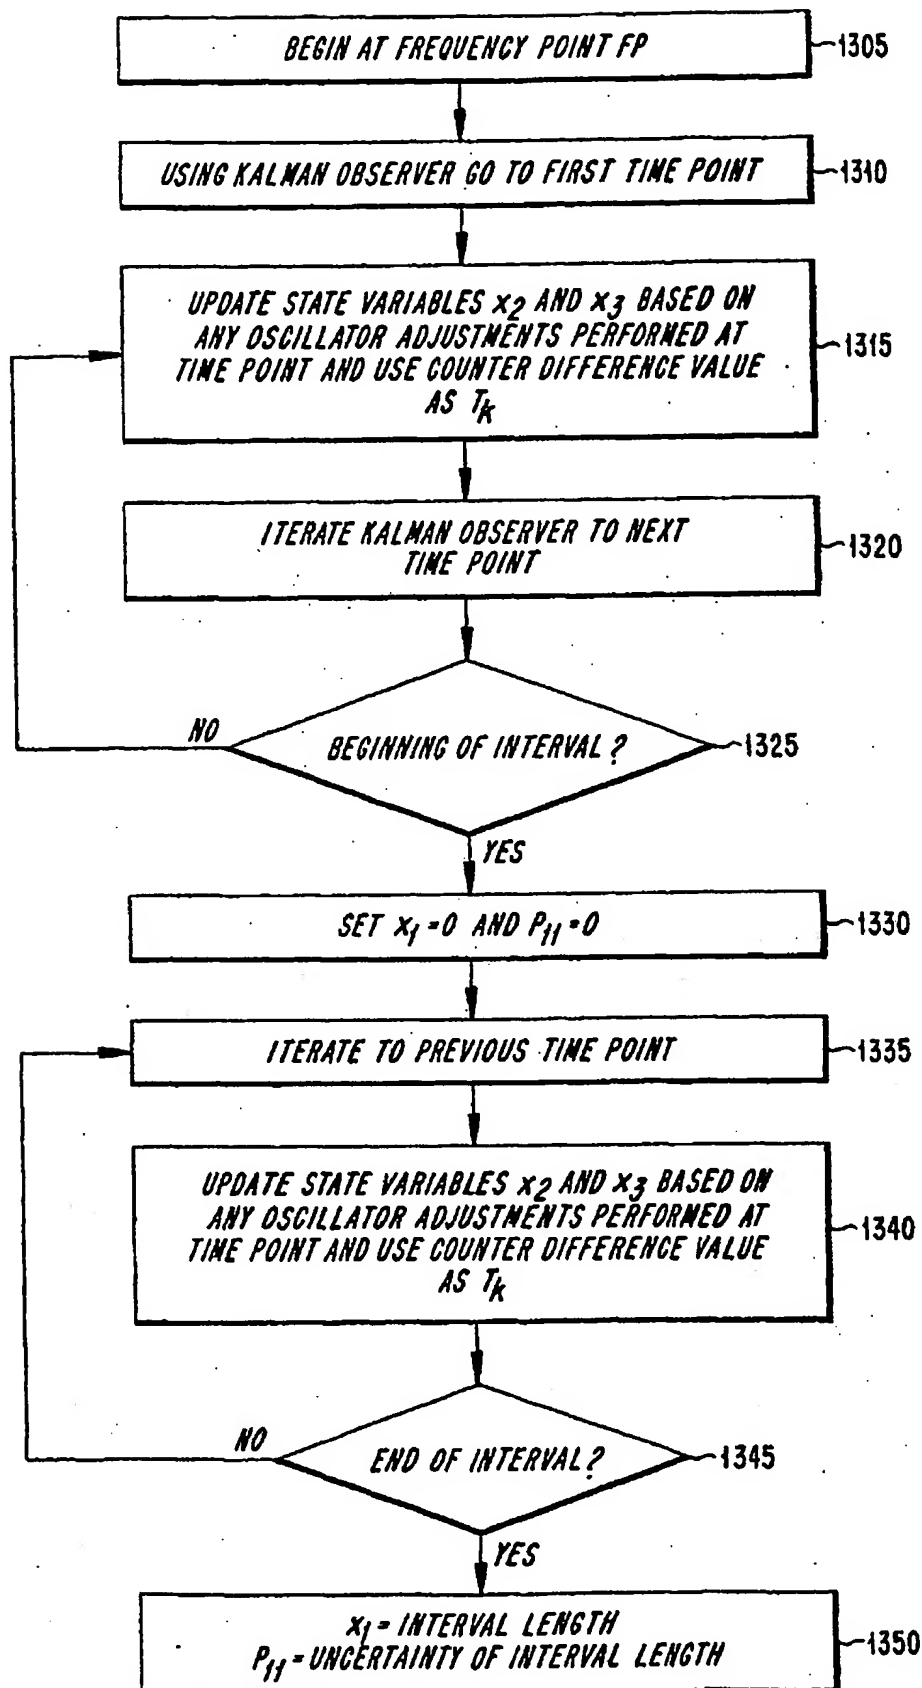 BEGIN AT FREQUENCY POINT FP
1305
USING KALMAN OBSERVER GO TO FIRST TIME POINT
1310
UPDATE STATE VARIABLES x2 AND x3 BASED ON
ANY OSCILLATOR ADJUSTMENTS PERFORMED AT
TIME POINT AND USE COUNTER DIFFERENCE VALUE
AS Tk
1315
ITERATE KALMAN OBSERVER TO NEXT
TIME POINT
1320
NO
BEGINNING OF INTERVAL?
1325
YES
SET x1=0 AND P11=0
1330
ITERATE TO PREVIOUS TIME POINT
1335
UPDATE STATE VARIABLES x2 AND x3 BASED ON
ANY OSCILLATOR ADJUSTMENTS PERFORMED AT
TIME POINT AND USE COUNTER DIFFERENCE VALUE
AS Tk
1340
NO
END OF INTERVAL?
1345
YES
x1= INTERVAL LENGTH
P11= UNCERTAINTY OF INTERVAL LENGTH
1350